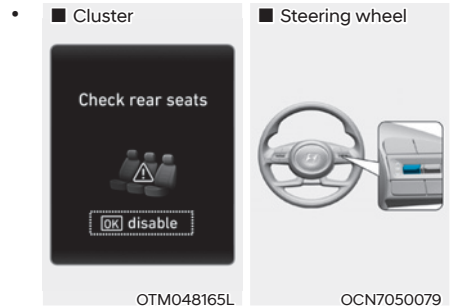 • ■ Cluster
■ Steering wheel
Check rear seats
OK disable
OTM048165L
OCN7050079